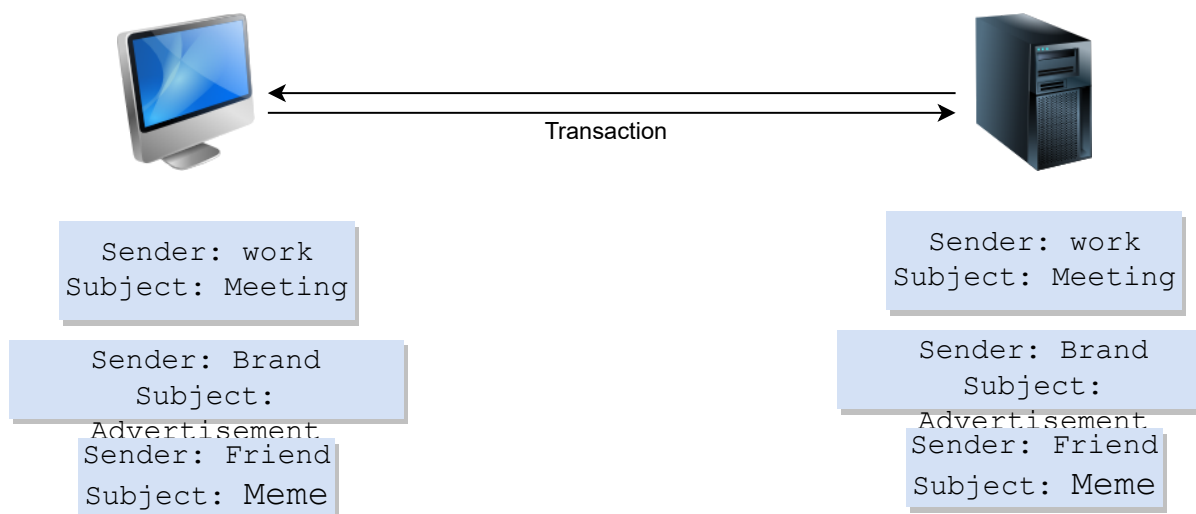 Transaction
Sender: work
Subject: Meeting
Sender: Brand
Subject:
Advertisement
Sender: Friend
Subject: Meme
Sender: work
Subject: Meeting
Sender: Brand
Subject:
Advertisement
Sender: Friend
Subject: Meme